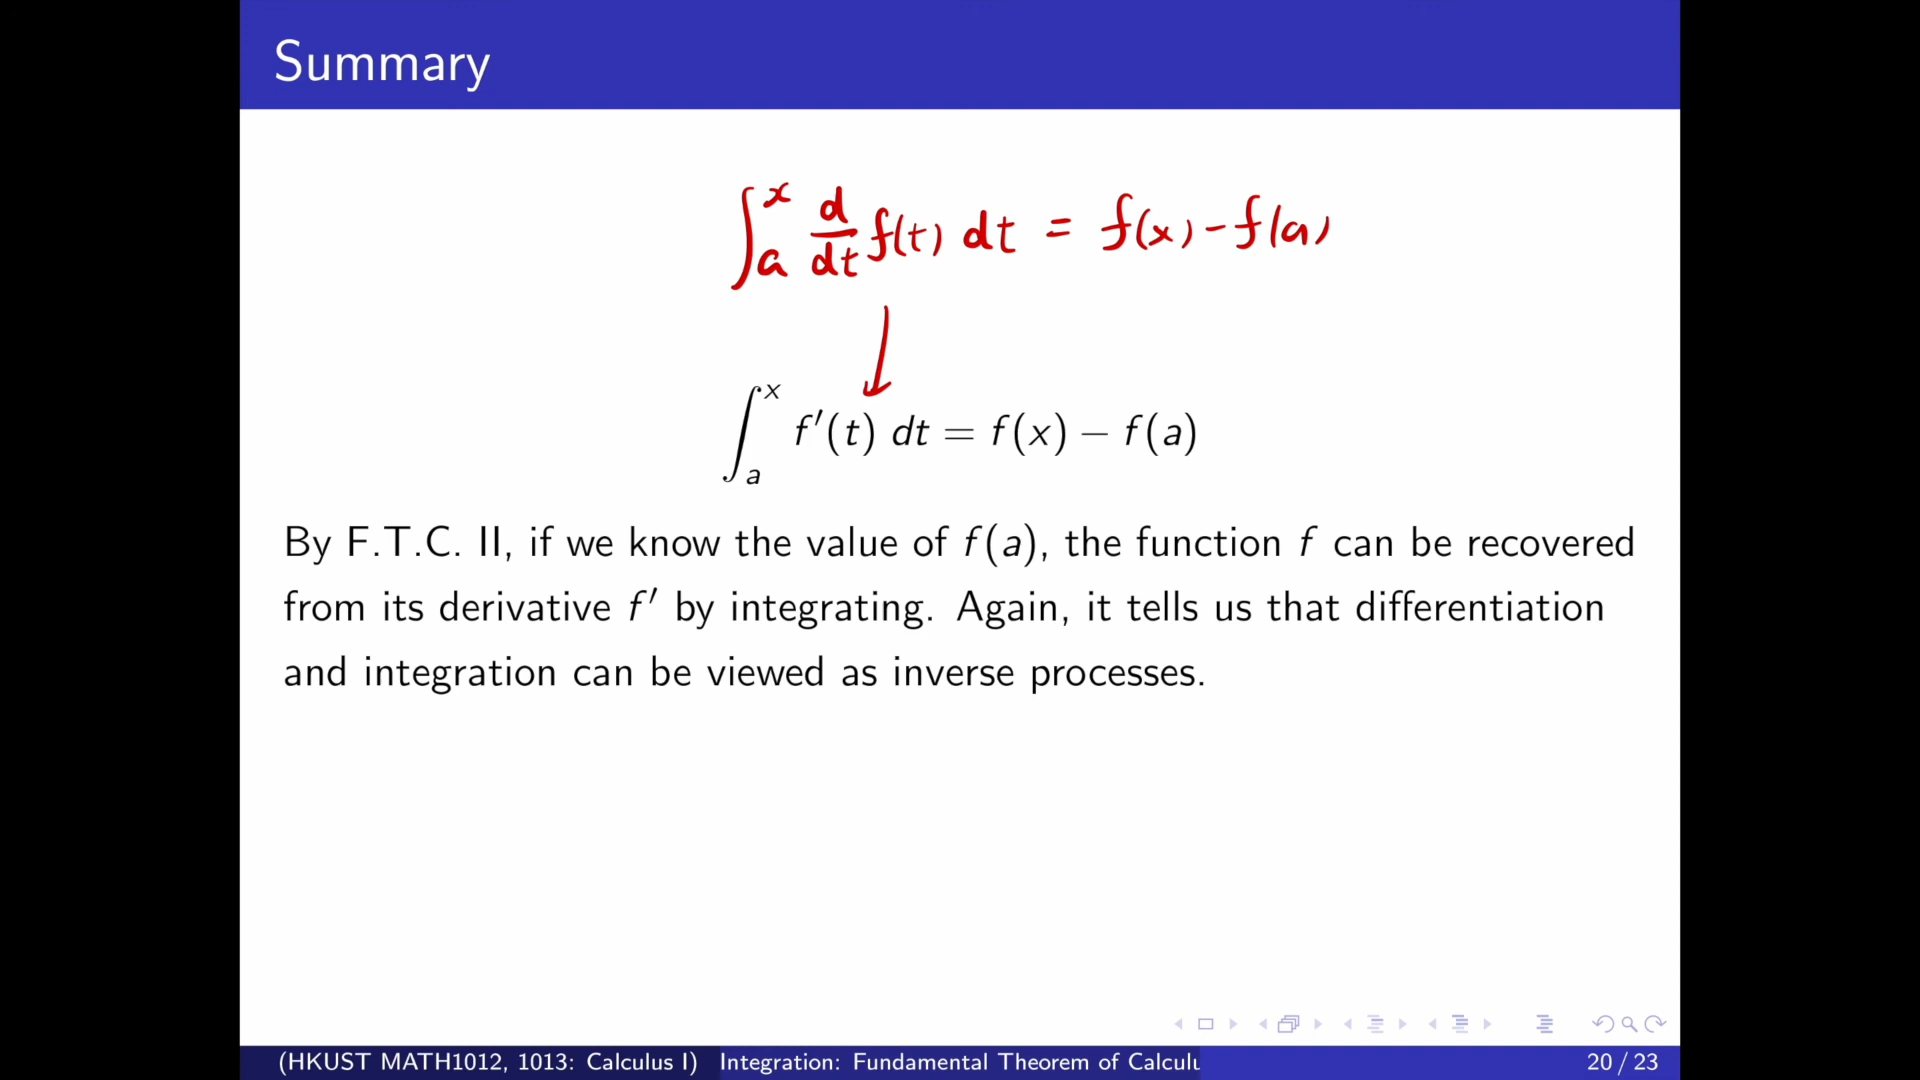 Summary
∫ₐˣ d/dt f(t) dt = f(x) - f(a)
∫ₐˣ f′(t) dt = f(x) − f(a)
By F.T.C. II, if we know the value of f(a), the function f can be recovered
from its derivative f′ by integrating. Again, it tells us that differentiation
and integration can be viewed as inverse processes.
(HKUST MATH1012, 1013: Calculus I) Integration: Fundamental Theorem of Calculu 20 / 23